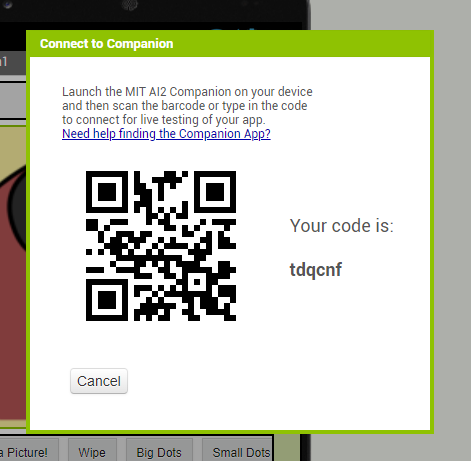 Connect to Companion
Launch the MIT AI2 Companion on your device
and then scan the barcode or type in the code
to connect for live testing of your app.
Need help finding the Companion App?
Your code is:
tdqcnf
Cancel
a Picture!
Wipe
Big Dots
Small Dots